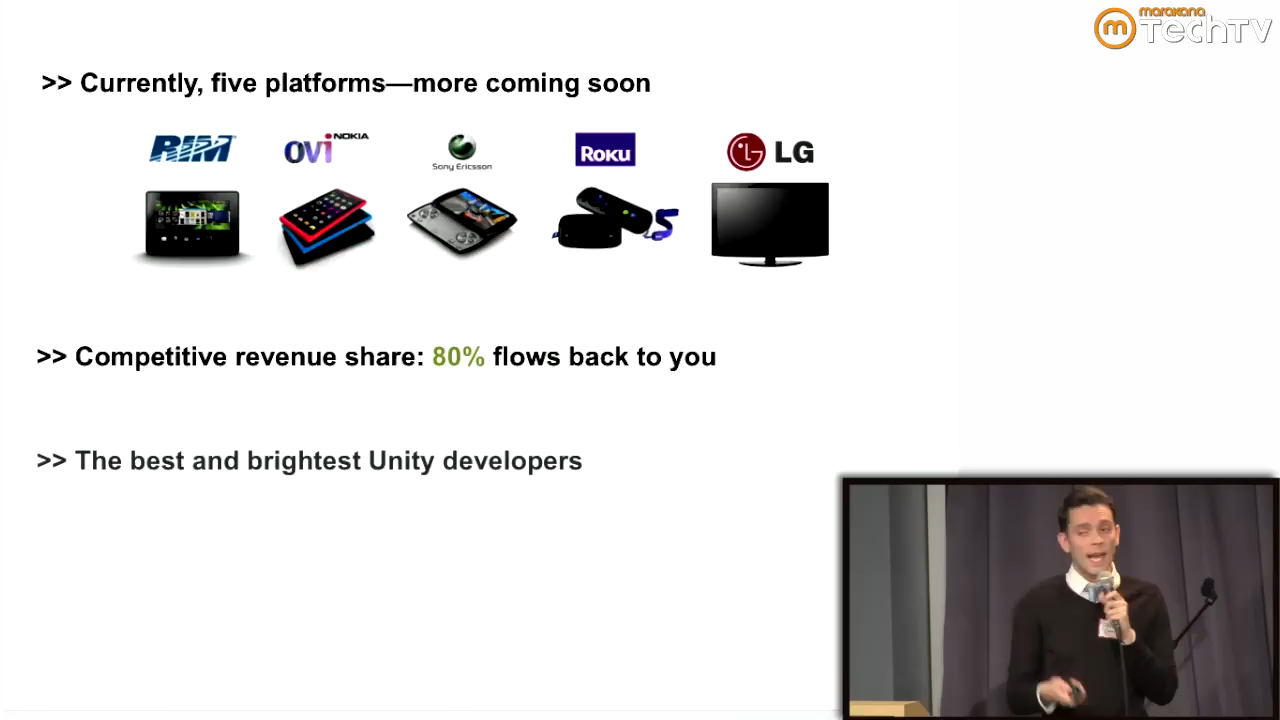 marakana
m TechTV
>> Currently, five platforms—more coming soon
RIM
OVI NOKIA
Sony Ericsson
ROKU
LG
>> Competitive revenue share: 80% flows back to you
>> The best and brightest Unity developers